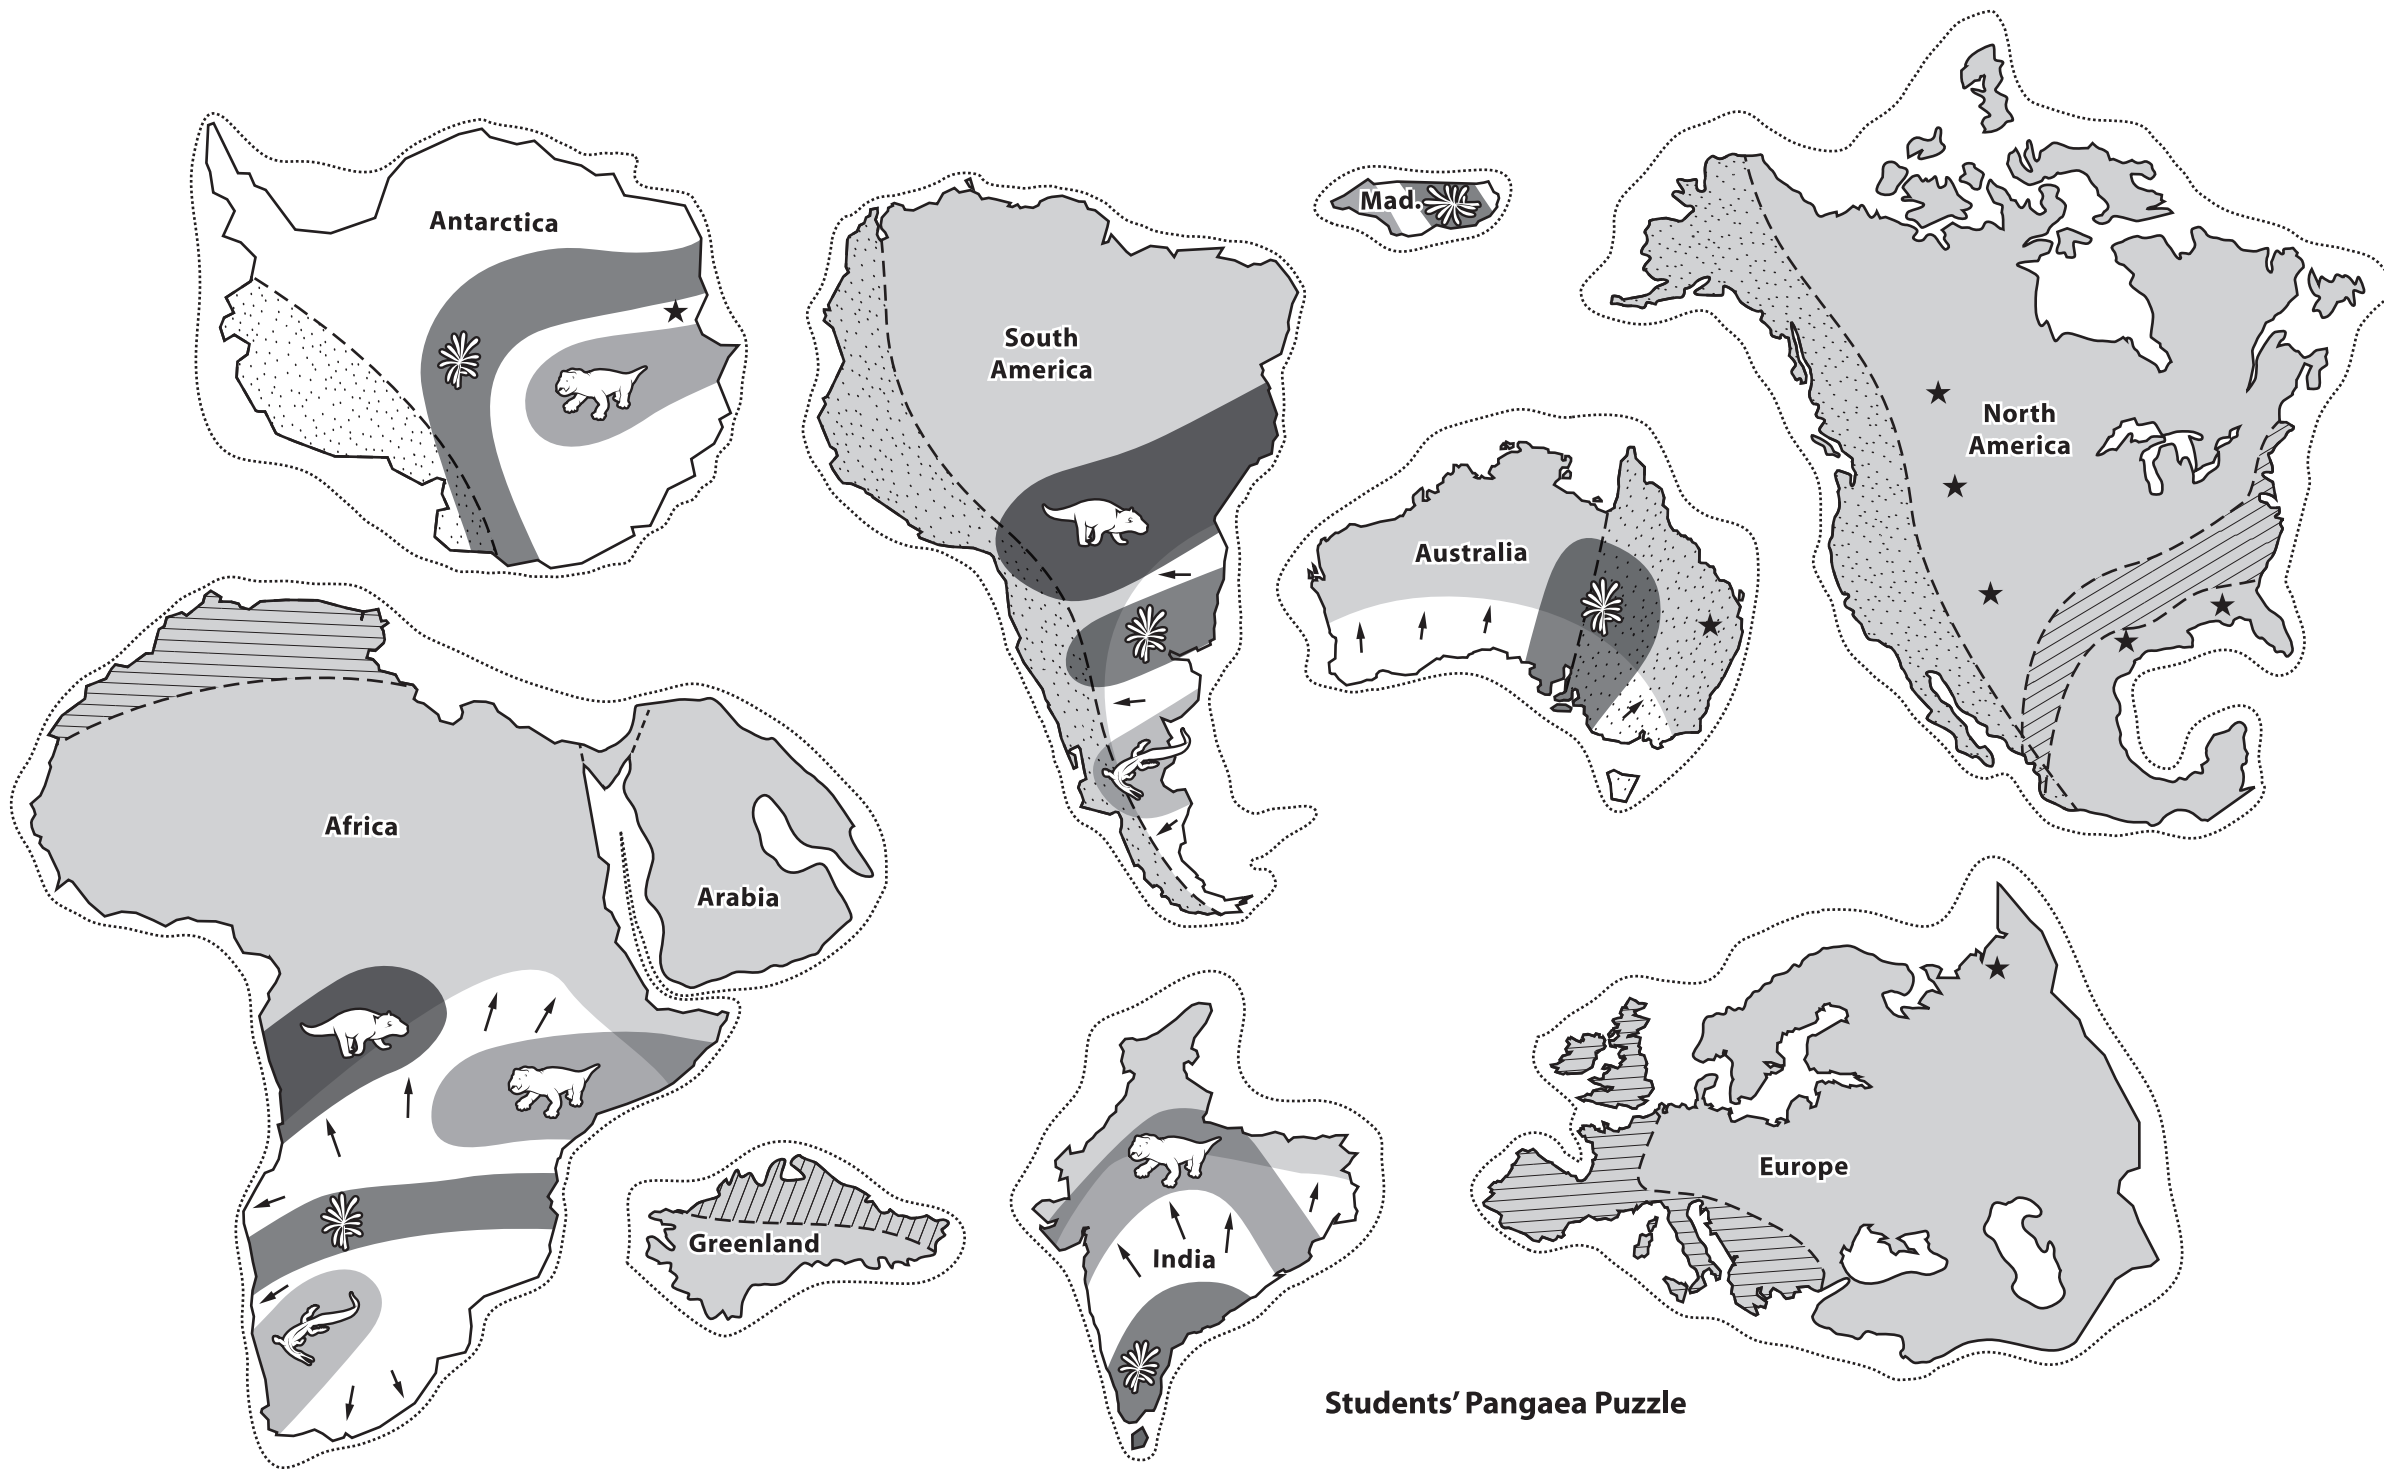 Antarctica
South
America
Mad.
North
America
Australia
Africa
Arabia
Greenland
India
Europe
Students’ Pangaea Puzzle